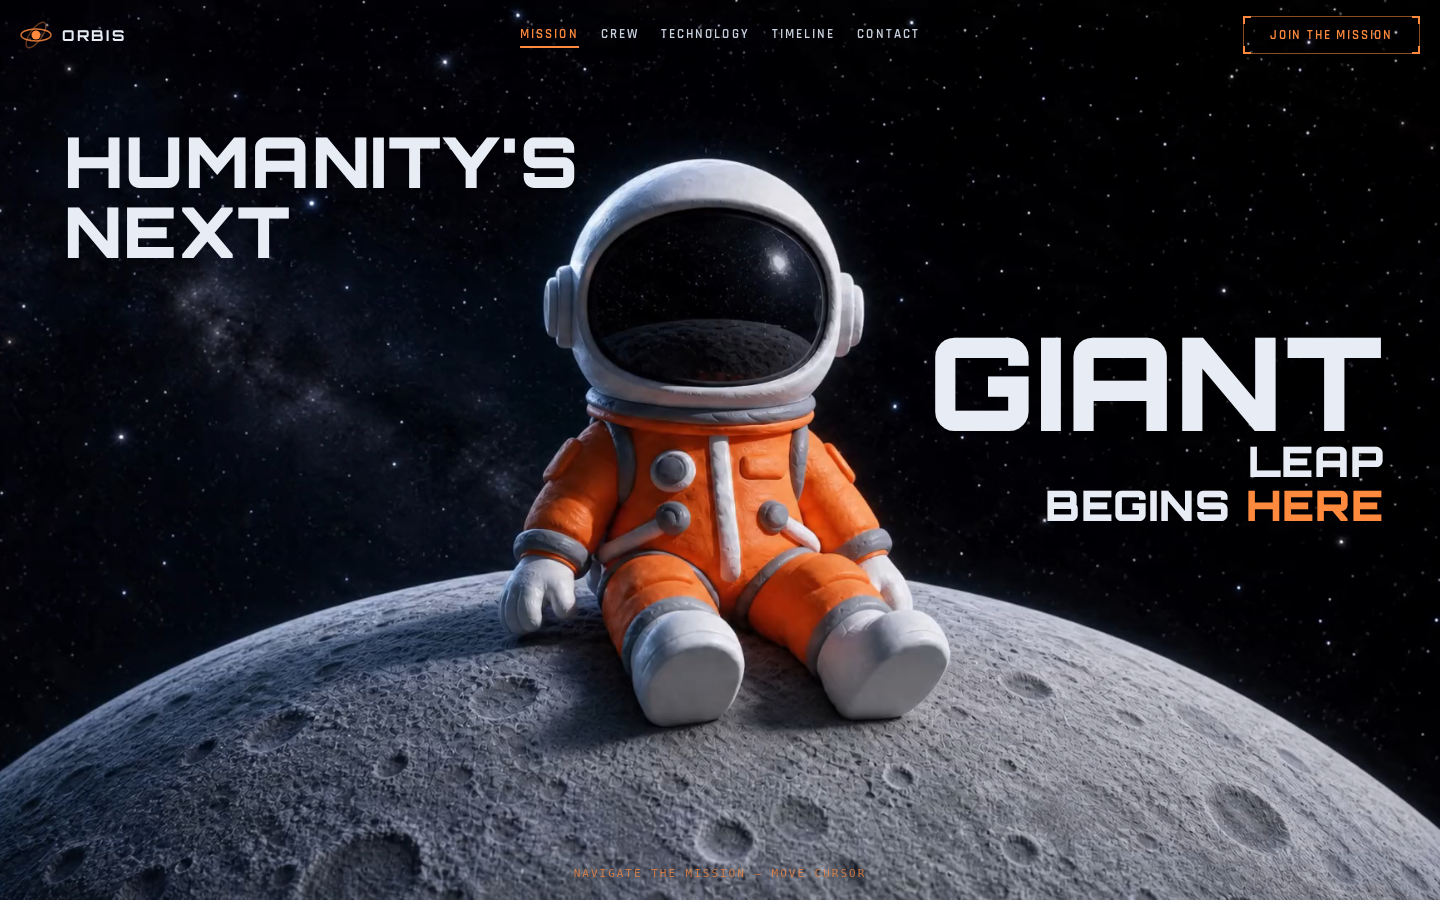 ORBIS
MISSION CREW TECHNOLOGY TIMELINE CONTACT
JOIN THE MISSION
HUMANITY'S
NEXT
GIANT
LEAP
BEGINS HERE
NAVIGATE THE MISSION — MOVE CURSOR